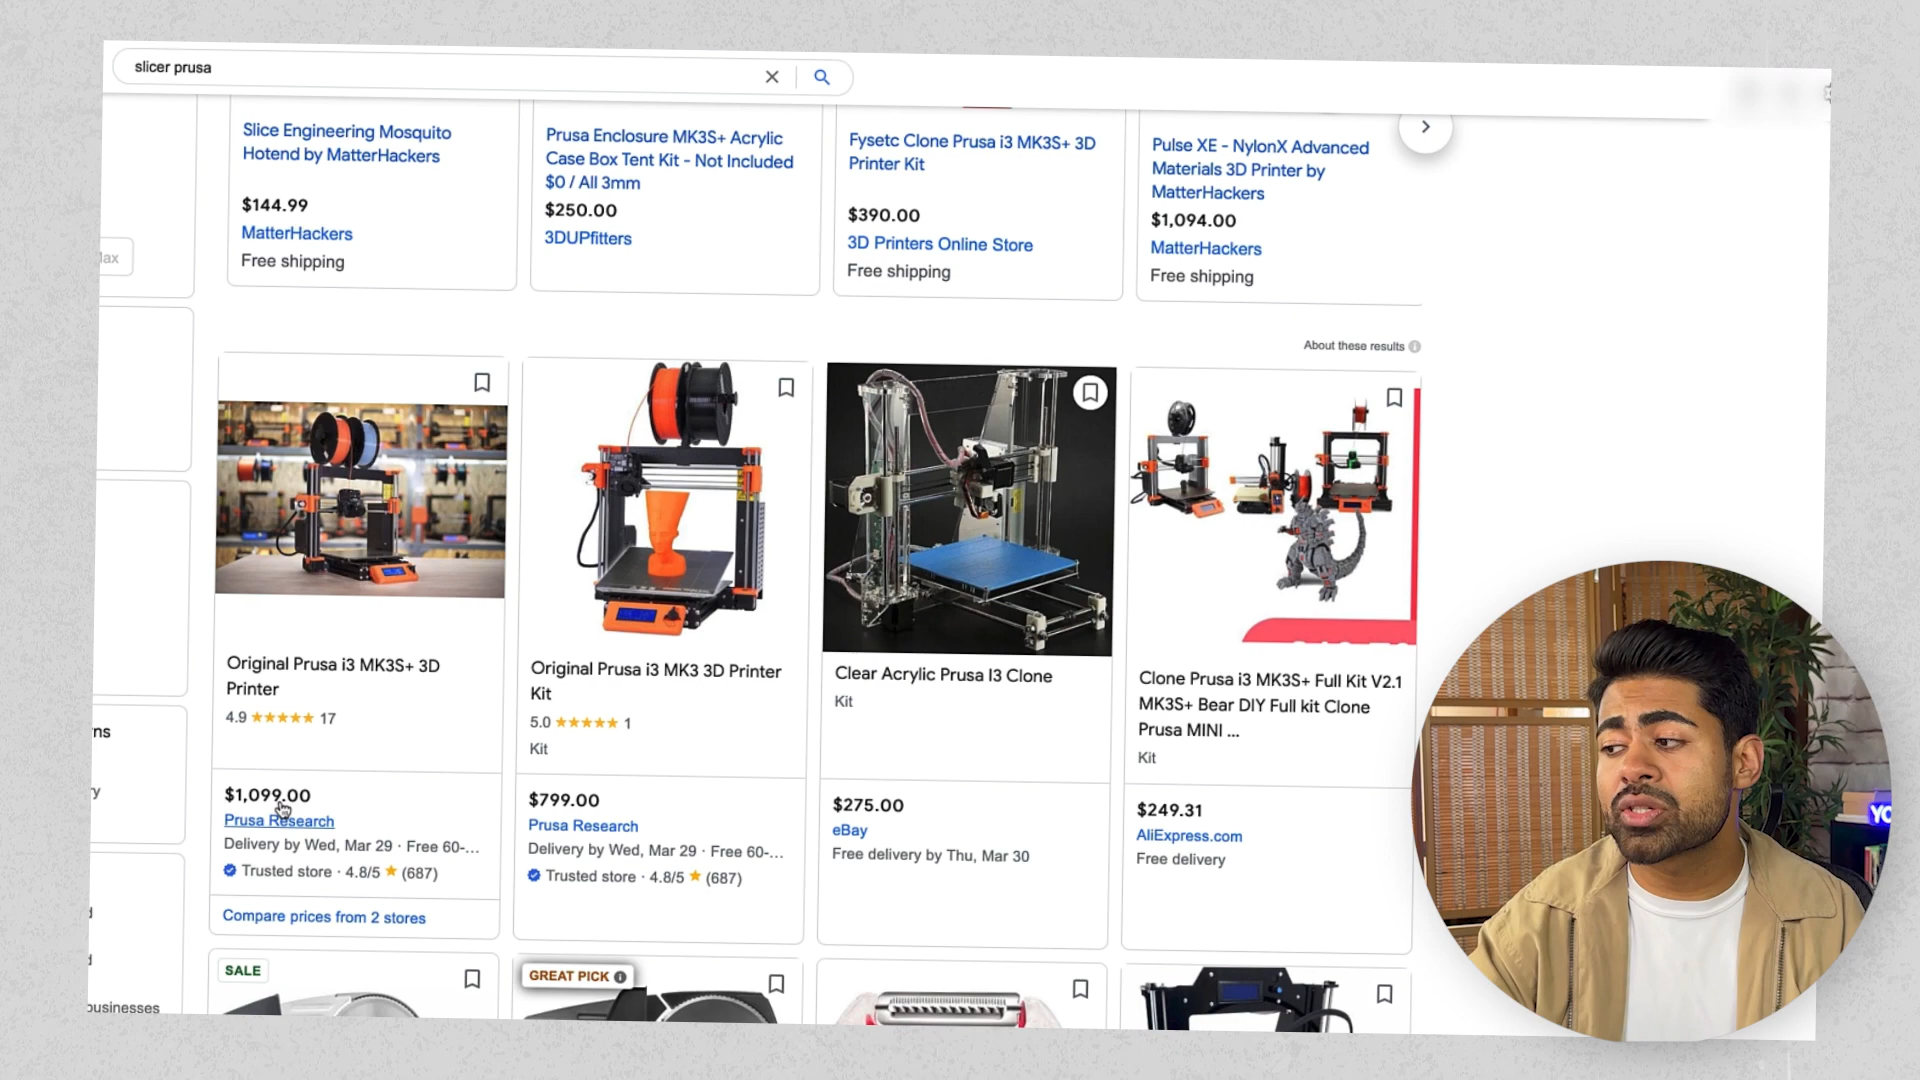 slicer prusa
Slice Engineering Mosquito
Hotend by MatterHackers
$144.99
MatterHackers
Free shipping
Prusa Enclosure MK3S+ Acrylic
Case Box Tent Kit - Not Included
$0 / All 3mm
$250.00
3DUPfitters
Fysetc Clone Prusa i3 MK3S+ 3D
Printer Kit
$390.00
3D Printers Online Store
Free shipping
Pulse XE - NylonX Advanced
Materials 3D Printer by
MatterHackers
$1,094.00
MatterHackers
Free shipping
About these results
Original Prusa i3 MK3S+ 3D
Printer
4.9 ★★★★★ 17
$1,099.00
Prusa Research
Delivery by Wed, Mar 29 · Free 60-...
Trusted store · 4.8/5 ★ (687)
Compare prices from 2 stores
Original Prusa i3 MK3 3D Printer
Kit
5.0 ★★★★★ 1
Kit
$799.00
Prusa Research
Delivery by Wed, Mar 29 · Free 60-...
Trusted store · 4.8/5 ★ (687)
Clear Acrylic Prusa I3 Clone
Kit
$275.00
eBay
Free delivery by Thu, Mar 30
Clone Prusa i3 MK3S+ Full Kit V2.1
MK3S+ Bear DIY Full kit Clone
Prusa MINI ...
Kit
$249.31
AliExpress.com
Free delivery
SALE
GREAT PICK
businesses
YO